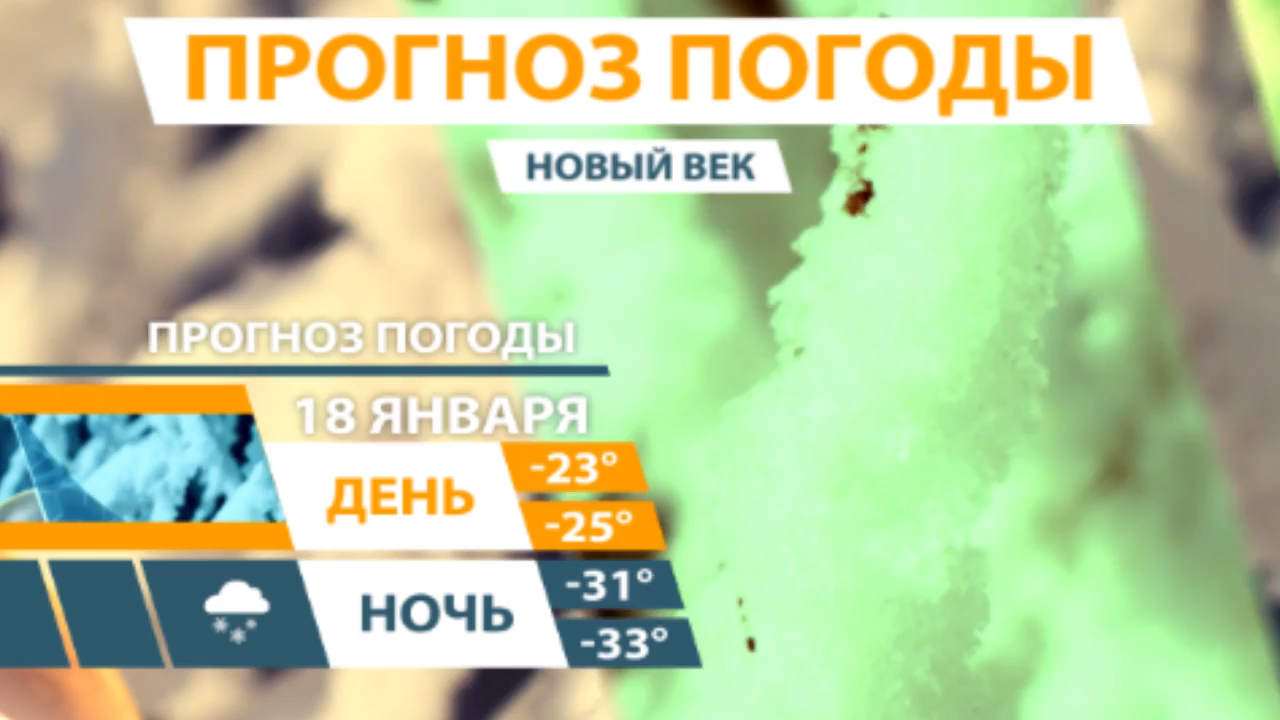 ПРОГНОЗ ПОГОДЫ
НОВЫЙ ВЕК
ПРОГНОЗ ПОГОДЫ
18 ЯНВАРЯ
ДЕНЬ
-23°
-25°
НОЧЬ
-31°
-33°